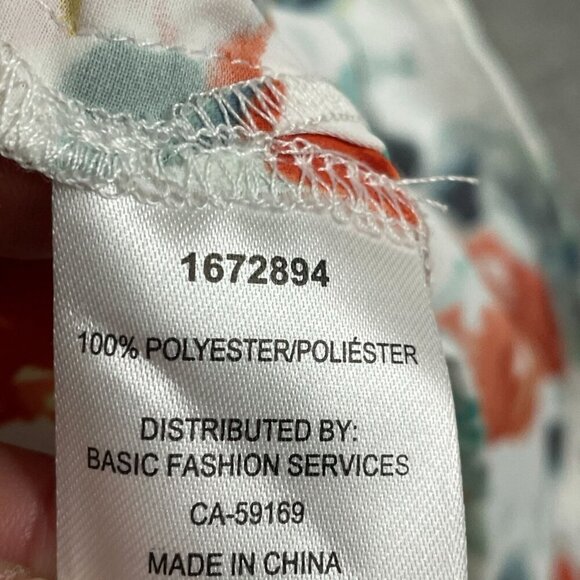 1672894
100% POLYESTER/POLIÉSTER
DISTRIBUTED BY:
BASIC FASHION SERVICES
CA-59169
MADE IN CHINA